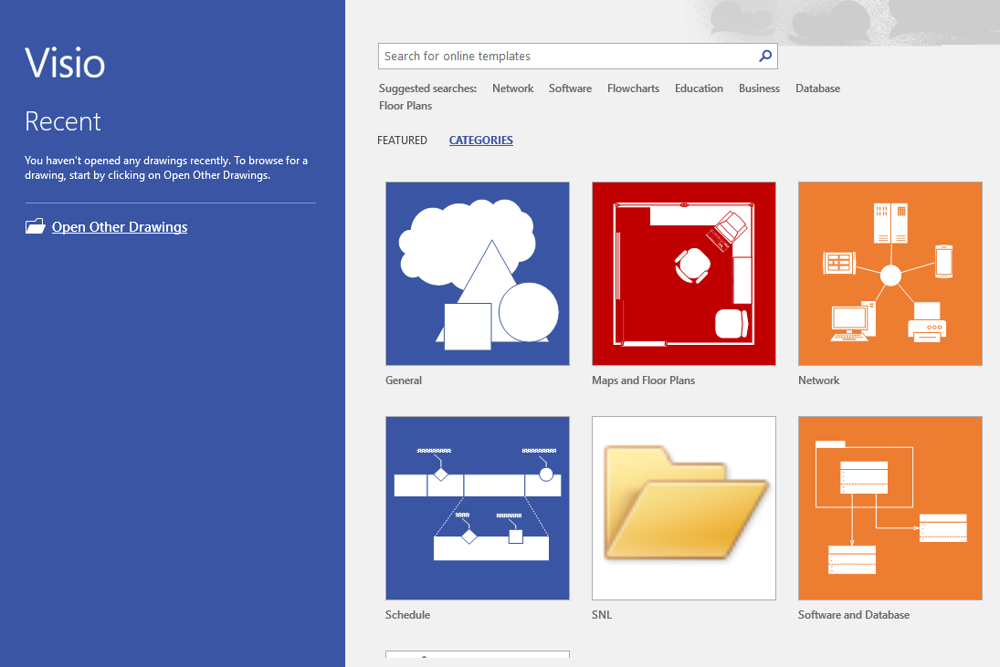 Visio
Recent
You haven't opened any drawings recently. To browse for a
drawing, start by clicking on Open Other Drawings.
Open Other Drawings
Search for online templates
Suggested searches: Network Software Flowcharts Education Business Database
Floor Plans
FEATURED CATEGORIES
General
Maps and Floor Plans
Network
Schedule
SNL
Software and Database